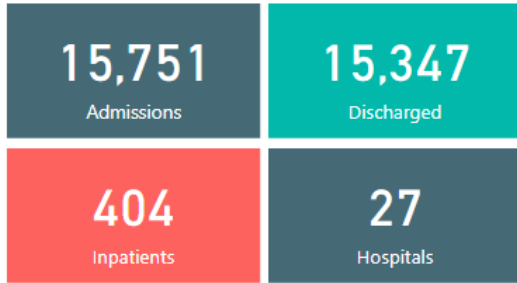 15,751
Admissions
15,347
Discharged
404
Inpatients
27
Hospitals